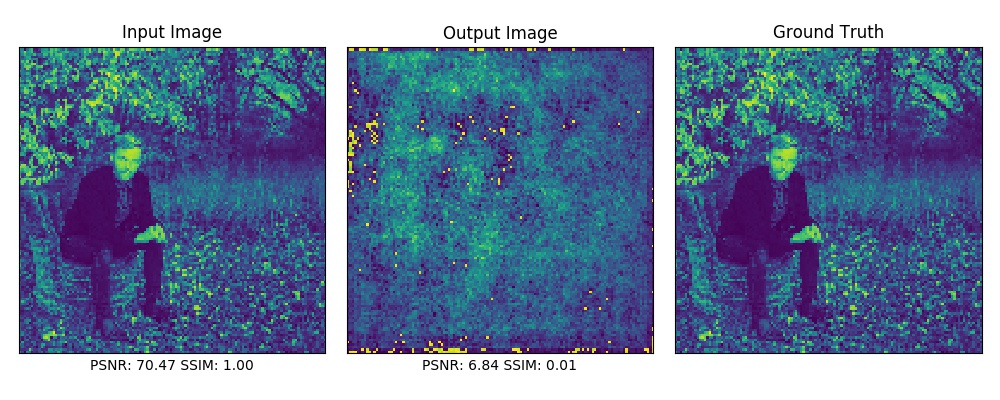 Input Image
Output Image
Ground Truth
PSNR: 70.47 SSIM: 1.00
PSNR: 6.84 SSIM: 0.01